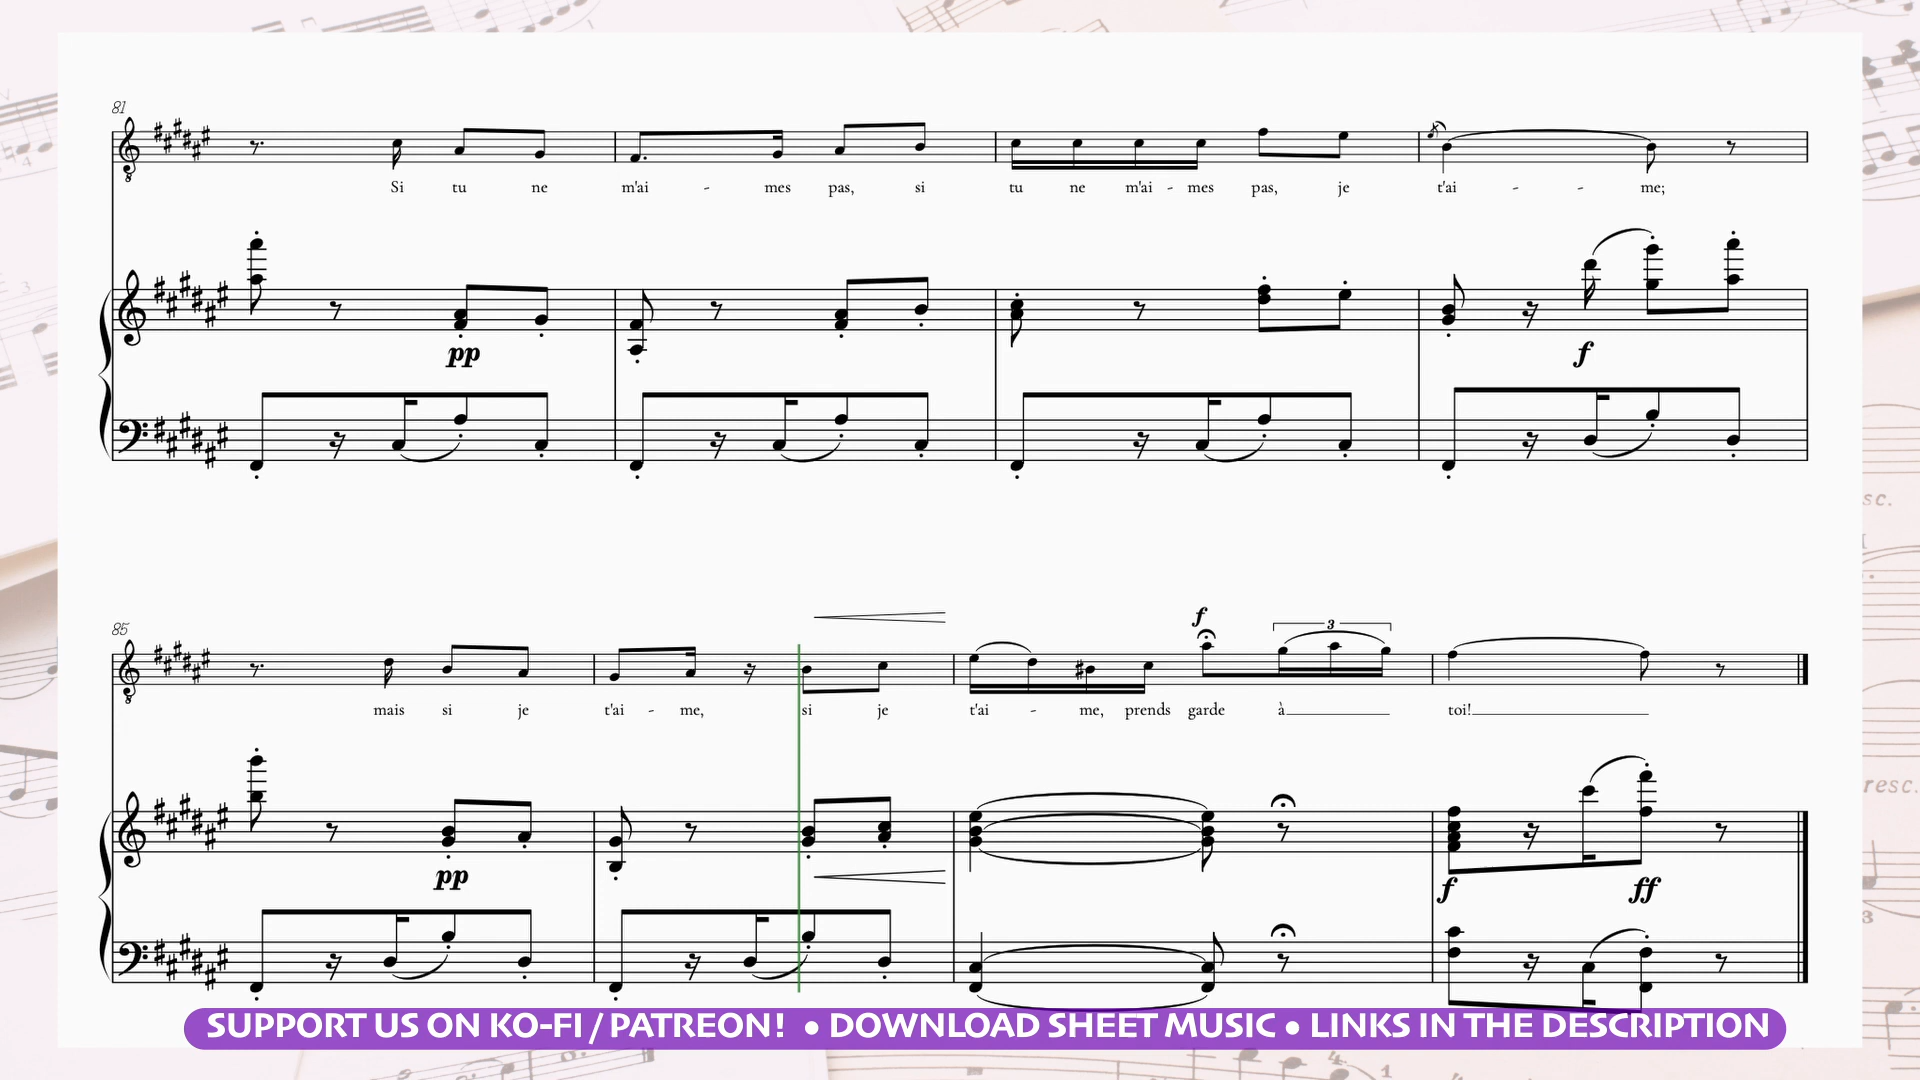 81
Si tu ne m'ai - mes pas, si tu ne m'ai - mes pas, je t'ai - - me;
pp f
85
f
3
mais si je t'ai - me, si je t'ai - me, prends garde à toi!
pp f ff
SUPPORT US ON KO-FI / PATREON! • DOWNLOAD SHEET MUSIC • LINKS IN THE DESCRIPTION